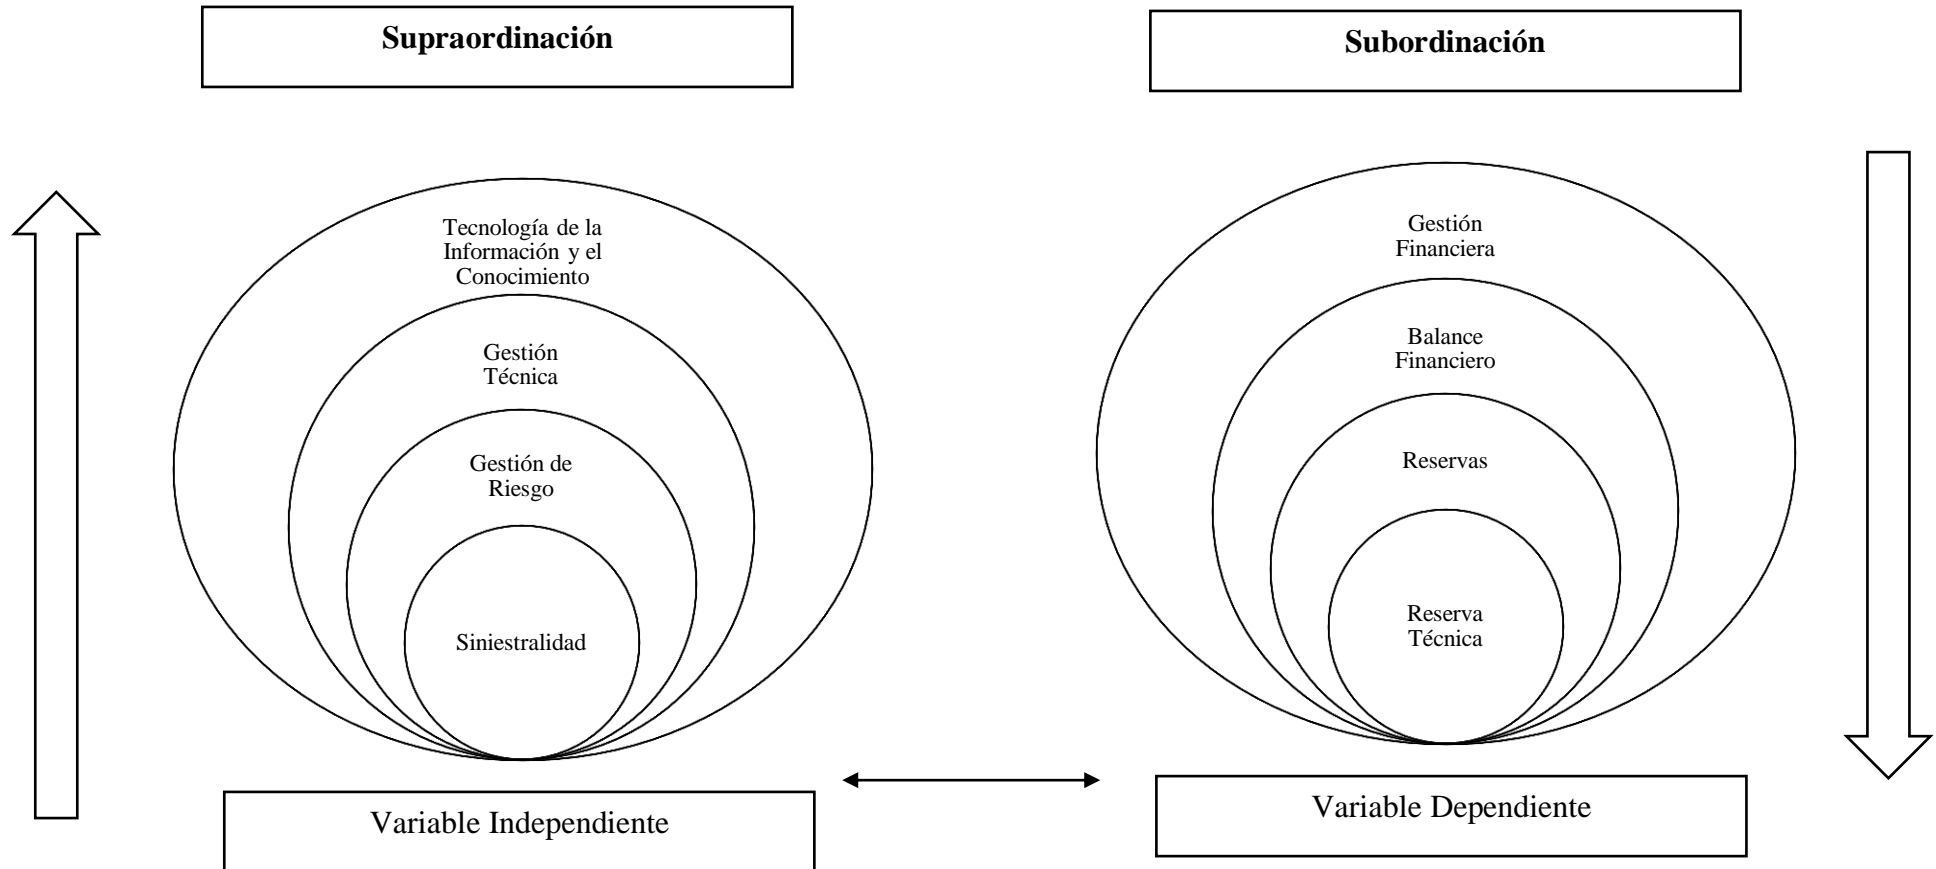 Supraordinación
Subordinación
Tecnología de la
Información y el
Conocimiento
Gestión
Técnica
Gestión de
Riesgo
Siniestralidad
Gestión
Financiera
Balance
Financiero
Reservas
Reserva
Técnica
Variable Independiente
Variable Dependiente